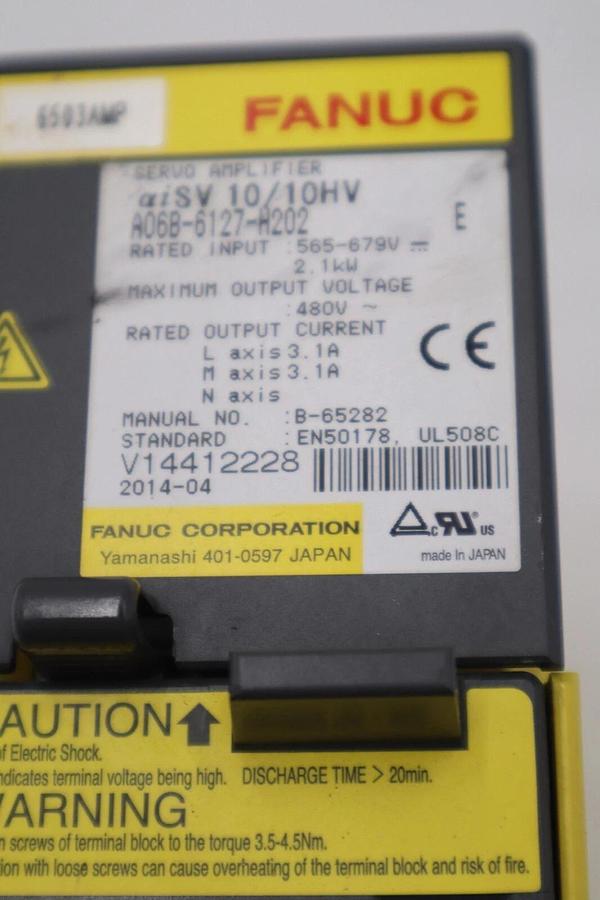 6503AMP
FANUC
SERVO AMPLIFIER
αiSV 10/10HV
A06B-6127-H202
E
RATED INPUT :565-679V ⎓
2.1kW
MAXIMUM OUTPUT VOLTAGE
:480V ~
RATED OUTPUT CURRENT
L axis 3.1A
M axis 3.1A
N axis
CE
MANUAL NO. :B-65282
STANDARD :EN50178, UL508C
V14412228
2014-04
FANUC CORPORATION
Yamanashi 401-0597 JAPAN
c RU US
made In JAPAN
AUTION
of Electric Shock.
ndicates terminal voltage being high. DISCHARGE TIME > 20min.
WARNING
n screws of terminal block to the torque 3.5-4.5Nm.
tion with loose screws can cause overheating of the terminal block and risk of fire.